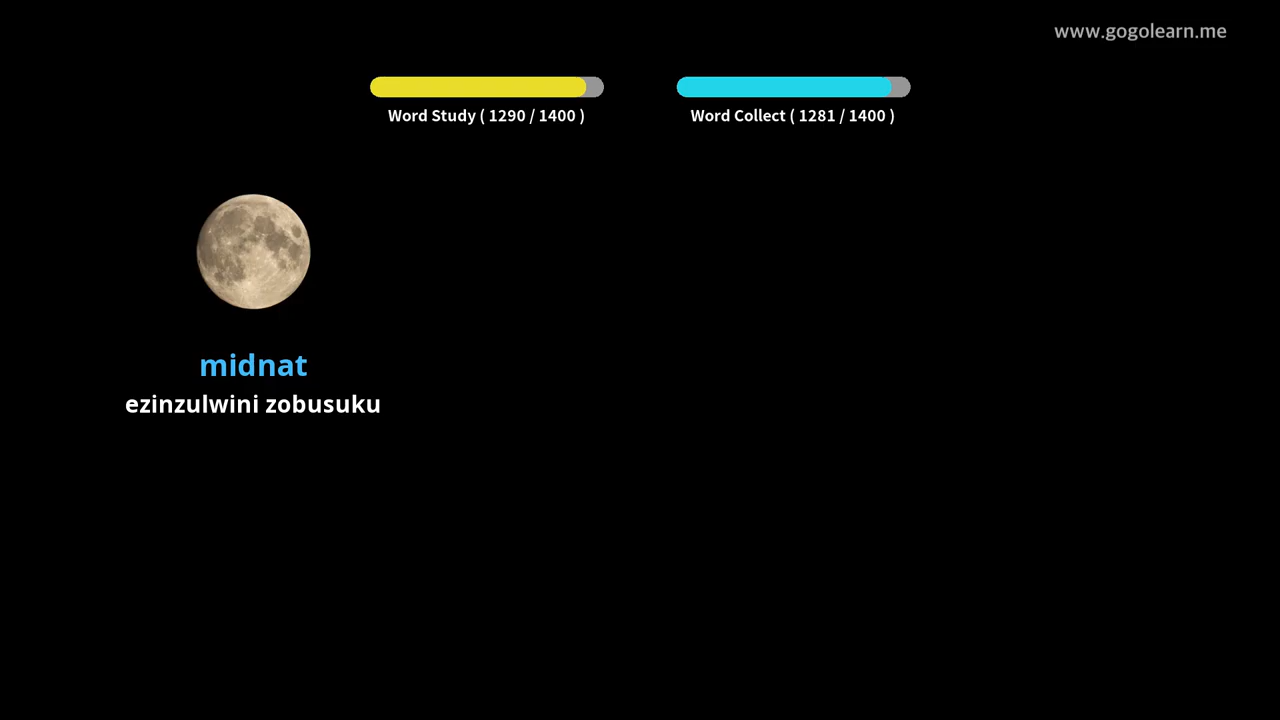 www.gogolearn.me
Word Study ( 1290 / 1400 )
Word Collect ( 1281 / 1400 )
midnat
ezinzulwini zobusuku